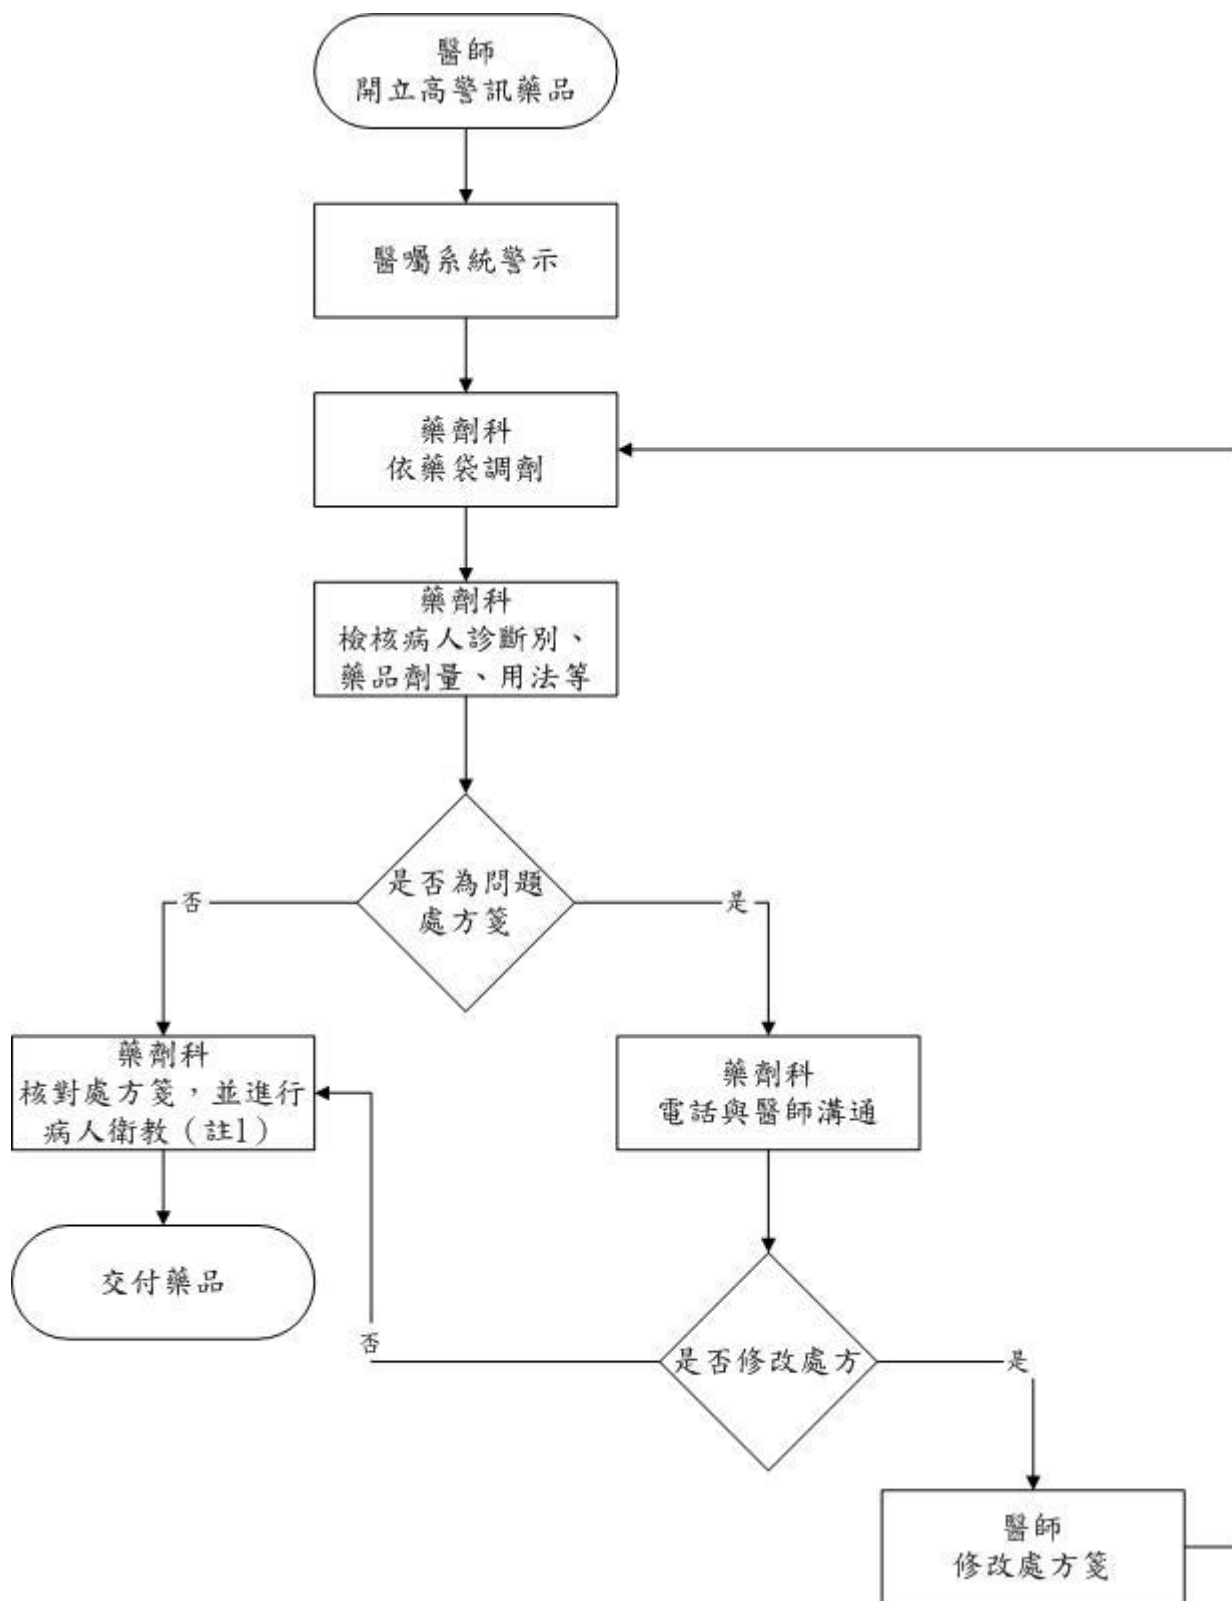 醫師
開立高警訊藥品
醫囑系統警示
藥劑科
依藥袋調劑
藥劑科
檢核病人診斷別、
藥品劑量、用法等
是否為問題
處方箋
否
是
藥劑科
核對處方箋，並進行
病人衛教（註1）
藥劑科
電話與醫師溝通
交付藥品
否
是否修改處方
是
醫師
修改處方箋